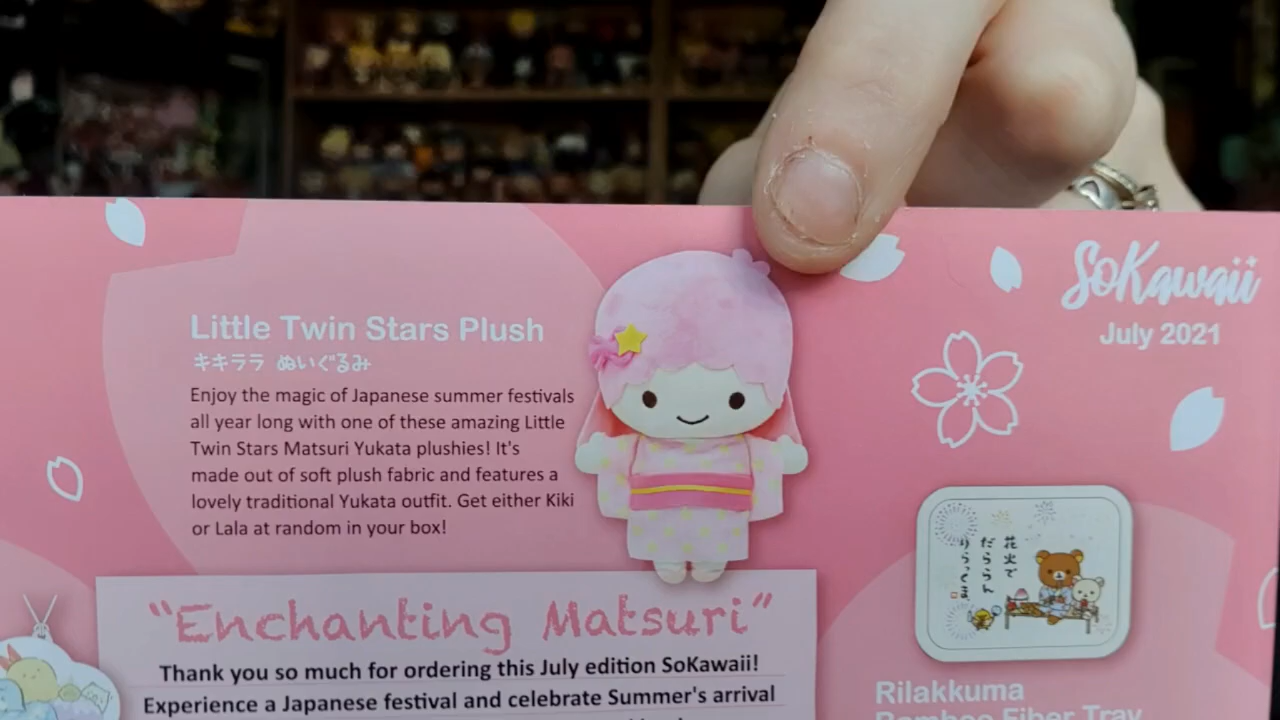 SoKawaii
July 2021
Little Twin Stars Plush
キキララ ぬいぐるみ
Enjoy the magic of Japanese summer festivals
all year long with one of these amazing Little
Twin Stars Matsuri Yukata plushies! It's
made out of soft plush fabric and features a
lovely traditional Yukata outfit. Get either Kiki
or Lala at random in your box!
花火で
だららん
りらっくま
"Enchanting Matsuri"
Thank you so much for ordering this July edition SoKawaii!
Experience a Japanese festival and celebrate Summer's arrival
Rilakkuma
Bamboo Fiber Tray